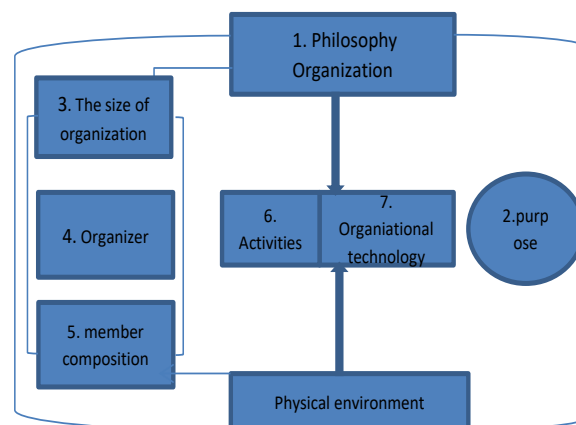 1. Philosophy
Organization
3. The size of
organization
7.
Organiational
technology
6.
Activities
2.purp
ose
4. Organizer
5. member
composition
Physical environment